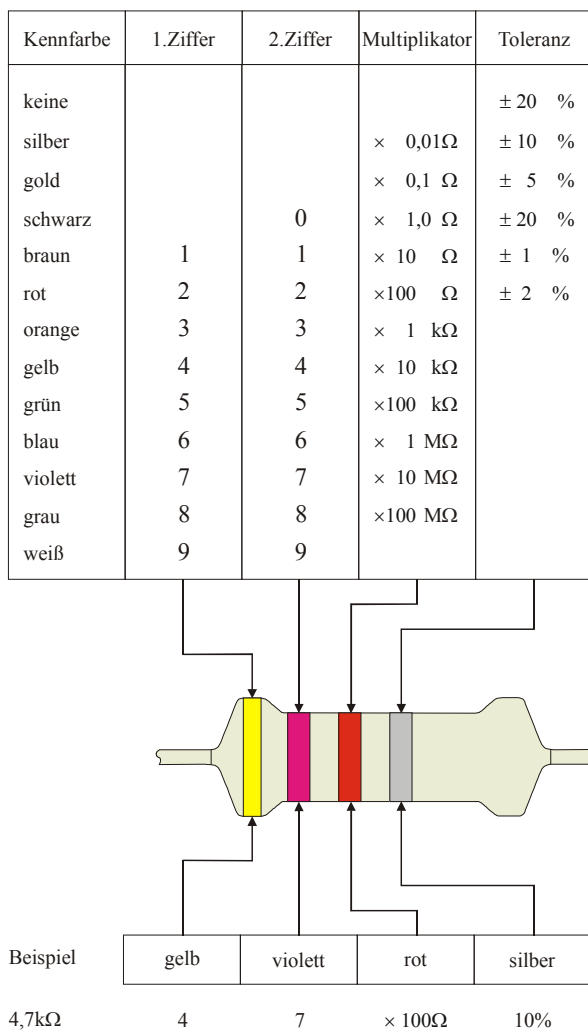 Kennfarbe 1.Ziffer 2.Ziffer Multiplikator Toleranz
keine ± 20 %
silber × 0,01Ω ± 10 %
gold × 0,1 Ω ± 5 %
schwarz 0 × 1,0 Ω ± 20 %
braun 1 1 × 10 Ω ± 1 %
rot 2 2 ×100 Ω ± 2 %
orange 3 3 × 1 kΩ
gelb 4 4 × 10 kΩ
grün 5 5 ×100 kΩ
blau 6 6 × 1 MΩ
violett 7 7 × 10 MΩ
grau 8 8 ×100 MΩ
weiß 9 9
Beispiel gelb violett rot silber
4,7kΩ 4 7 × 100Ω 10%